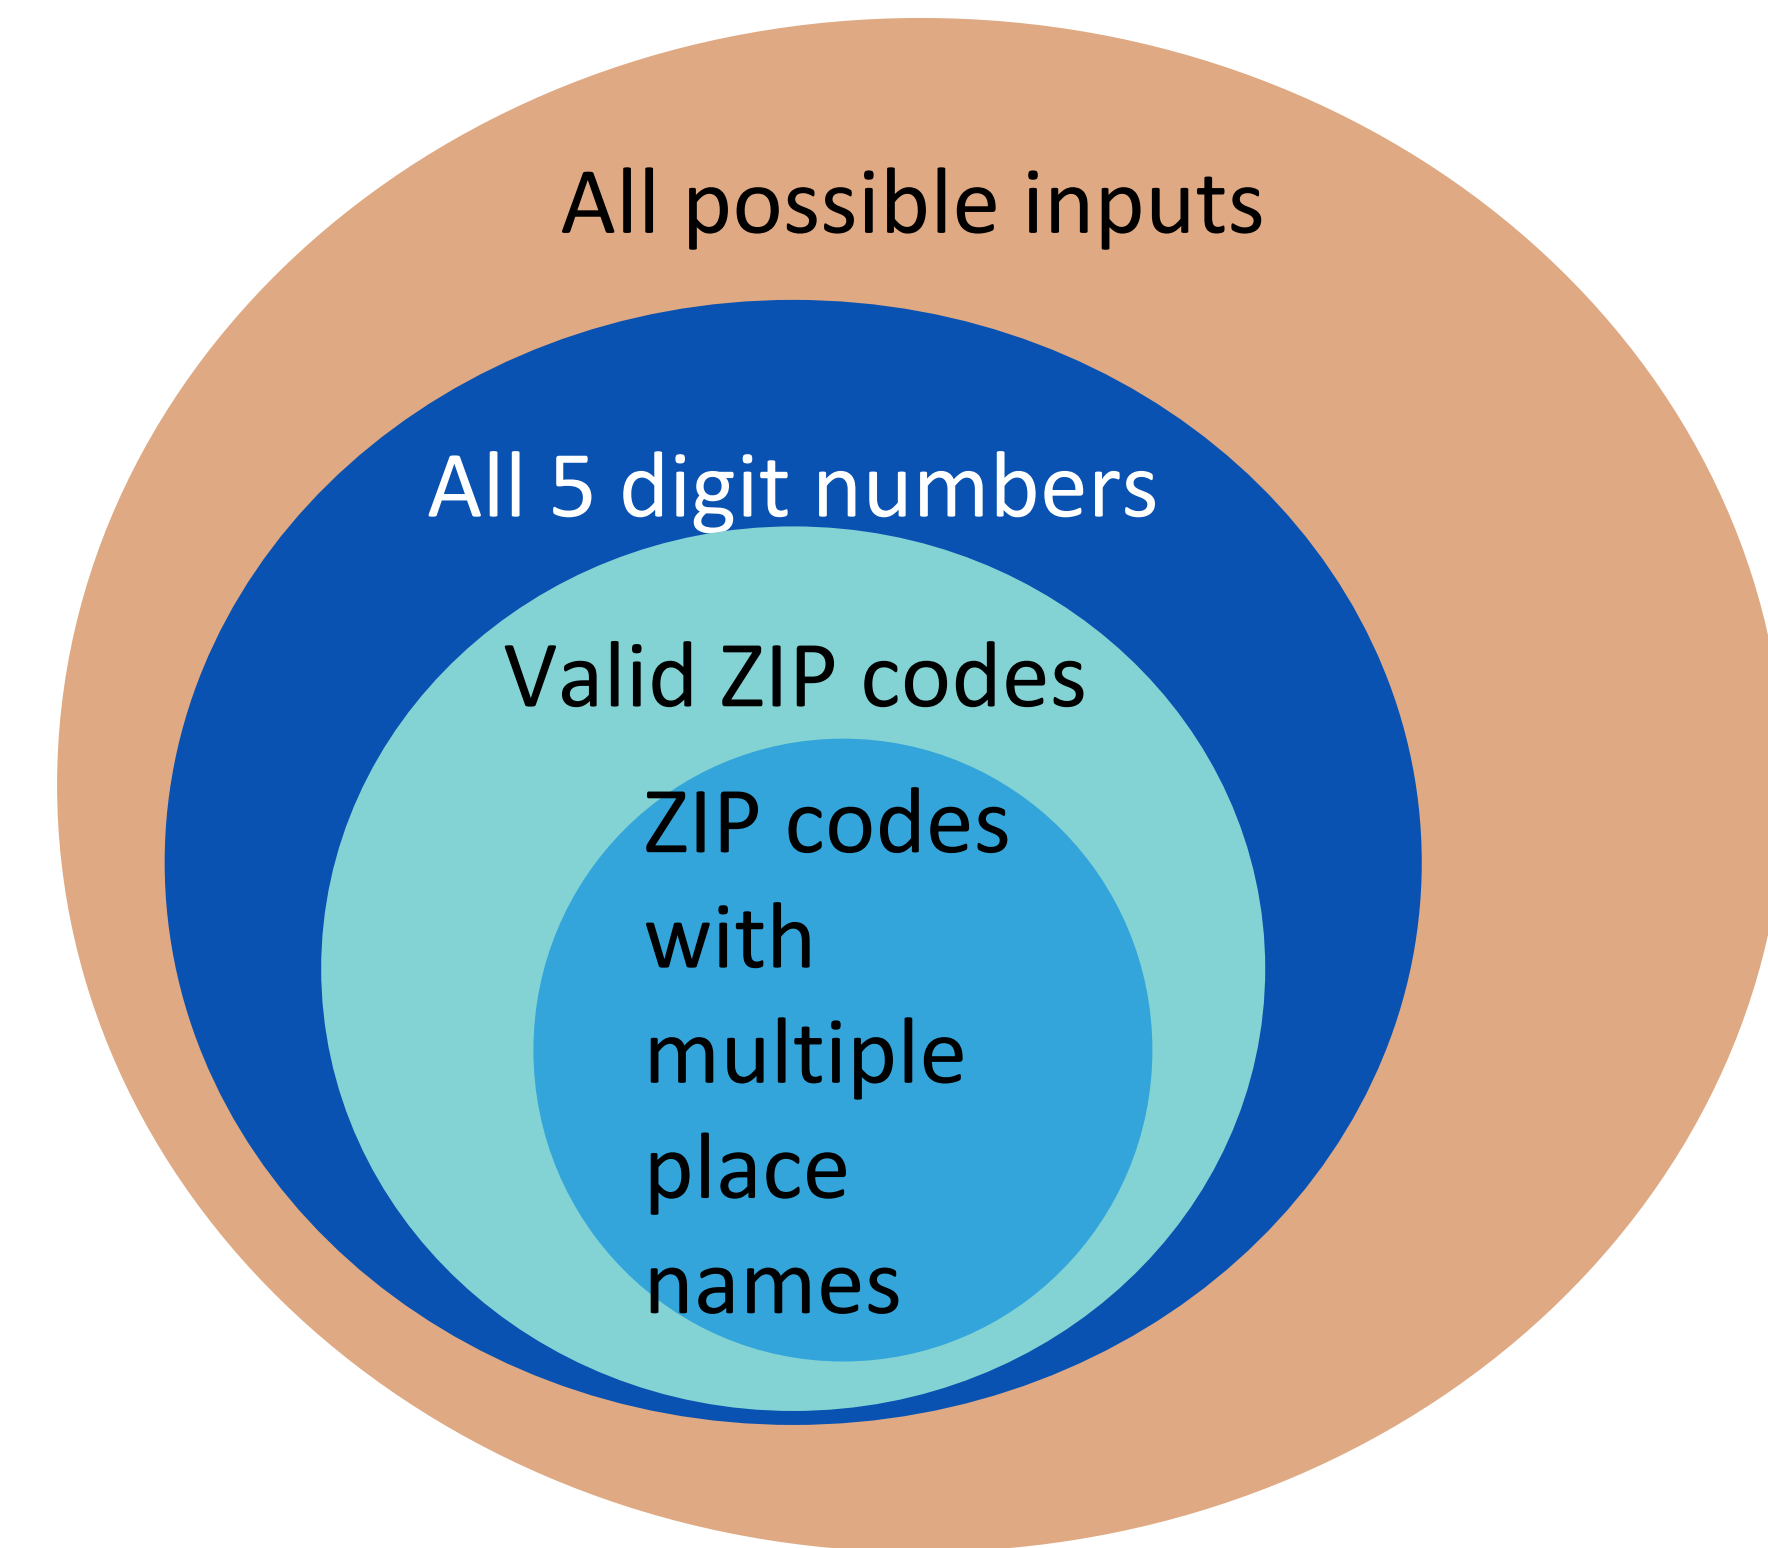 All possible inputs
All 5 digit numbers
Valid ZIP codes
ZIP codes
with
multiple
place
names